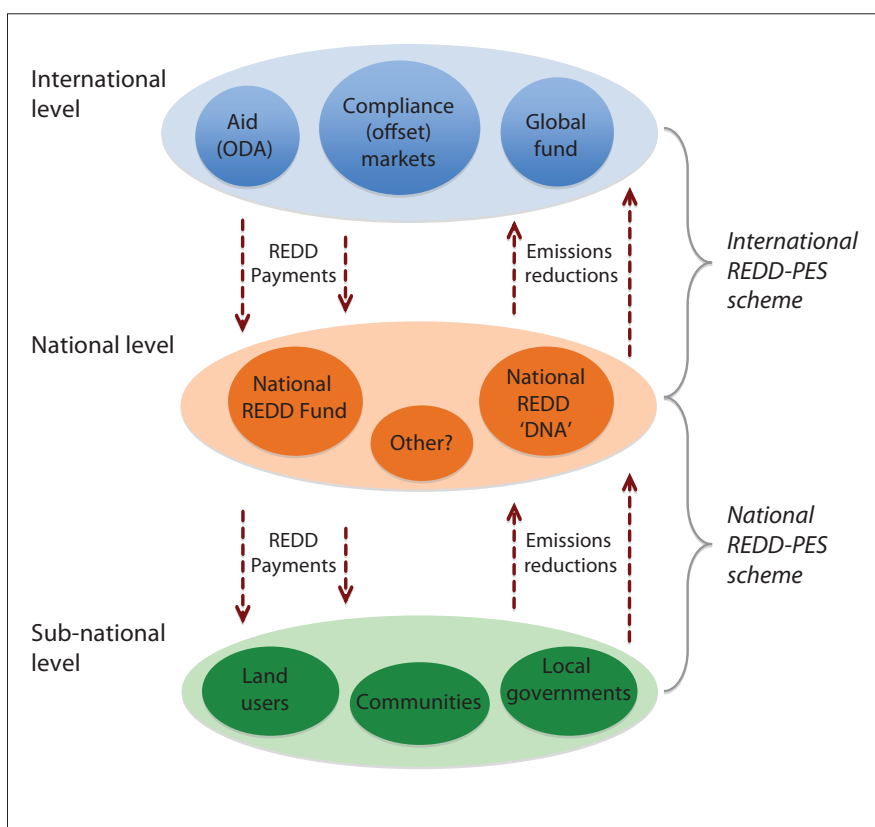 International
level
Aid
(ODA)
Compliance
(offset)
markets
Global
fund
REDD
Payments
Emissions
reductions
International
REDD-PES
scheme
National level
National
REDD Fund
Other?
National
REDD
‘DNA’
REDD
Payments
Emissions
reductions
National
REDD-PES
scheme
Sub-national
level
Land
users
Communities
Local
governments